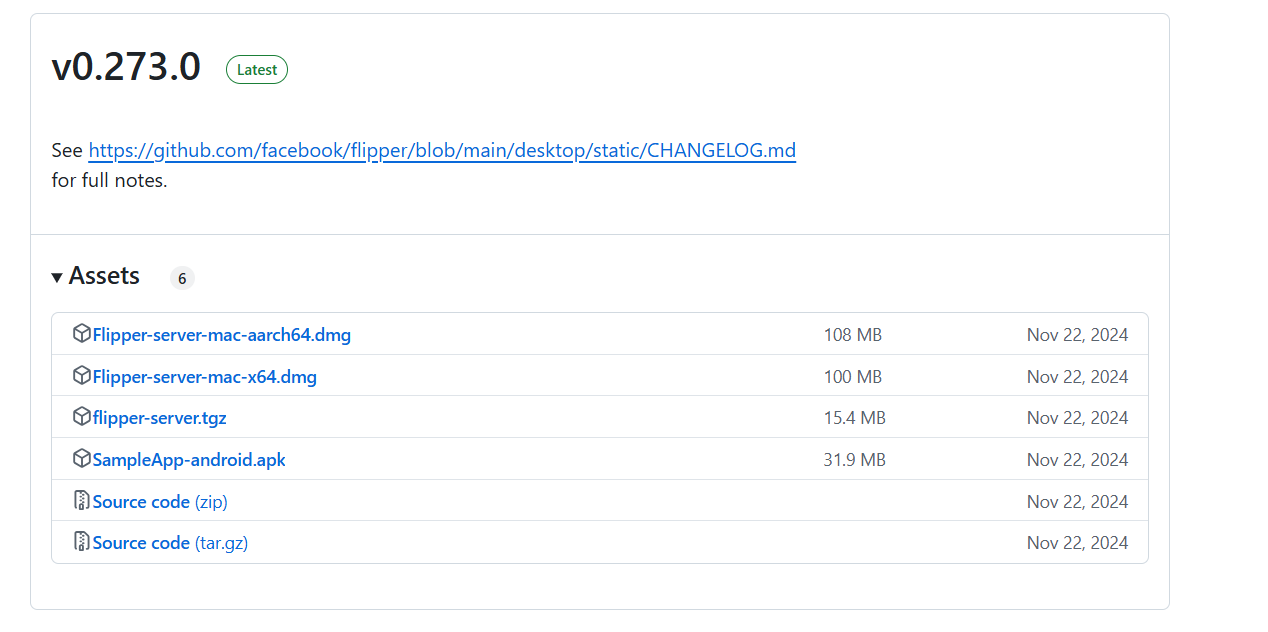 v0.273.0 Latest
See https://github.com/facebook/flipper/blob/main/desktop/static/CHANGELOG.md
for full notes.
Assets 6
Flipper-server-mac-aarch64.dmg 108 MB Nov 22, 2024
Flipper-server-mac-x64.dmg 100 MB Nov 22, 2024
flipper-server.tgz 15.4 MB Nov 22, 2024
SampleApp-android.apk 31.9 MB Nov 22, 2024
Source code (zip) Nov 22, 2024
Source code (tar.gz) Nov 22, 2024